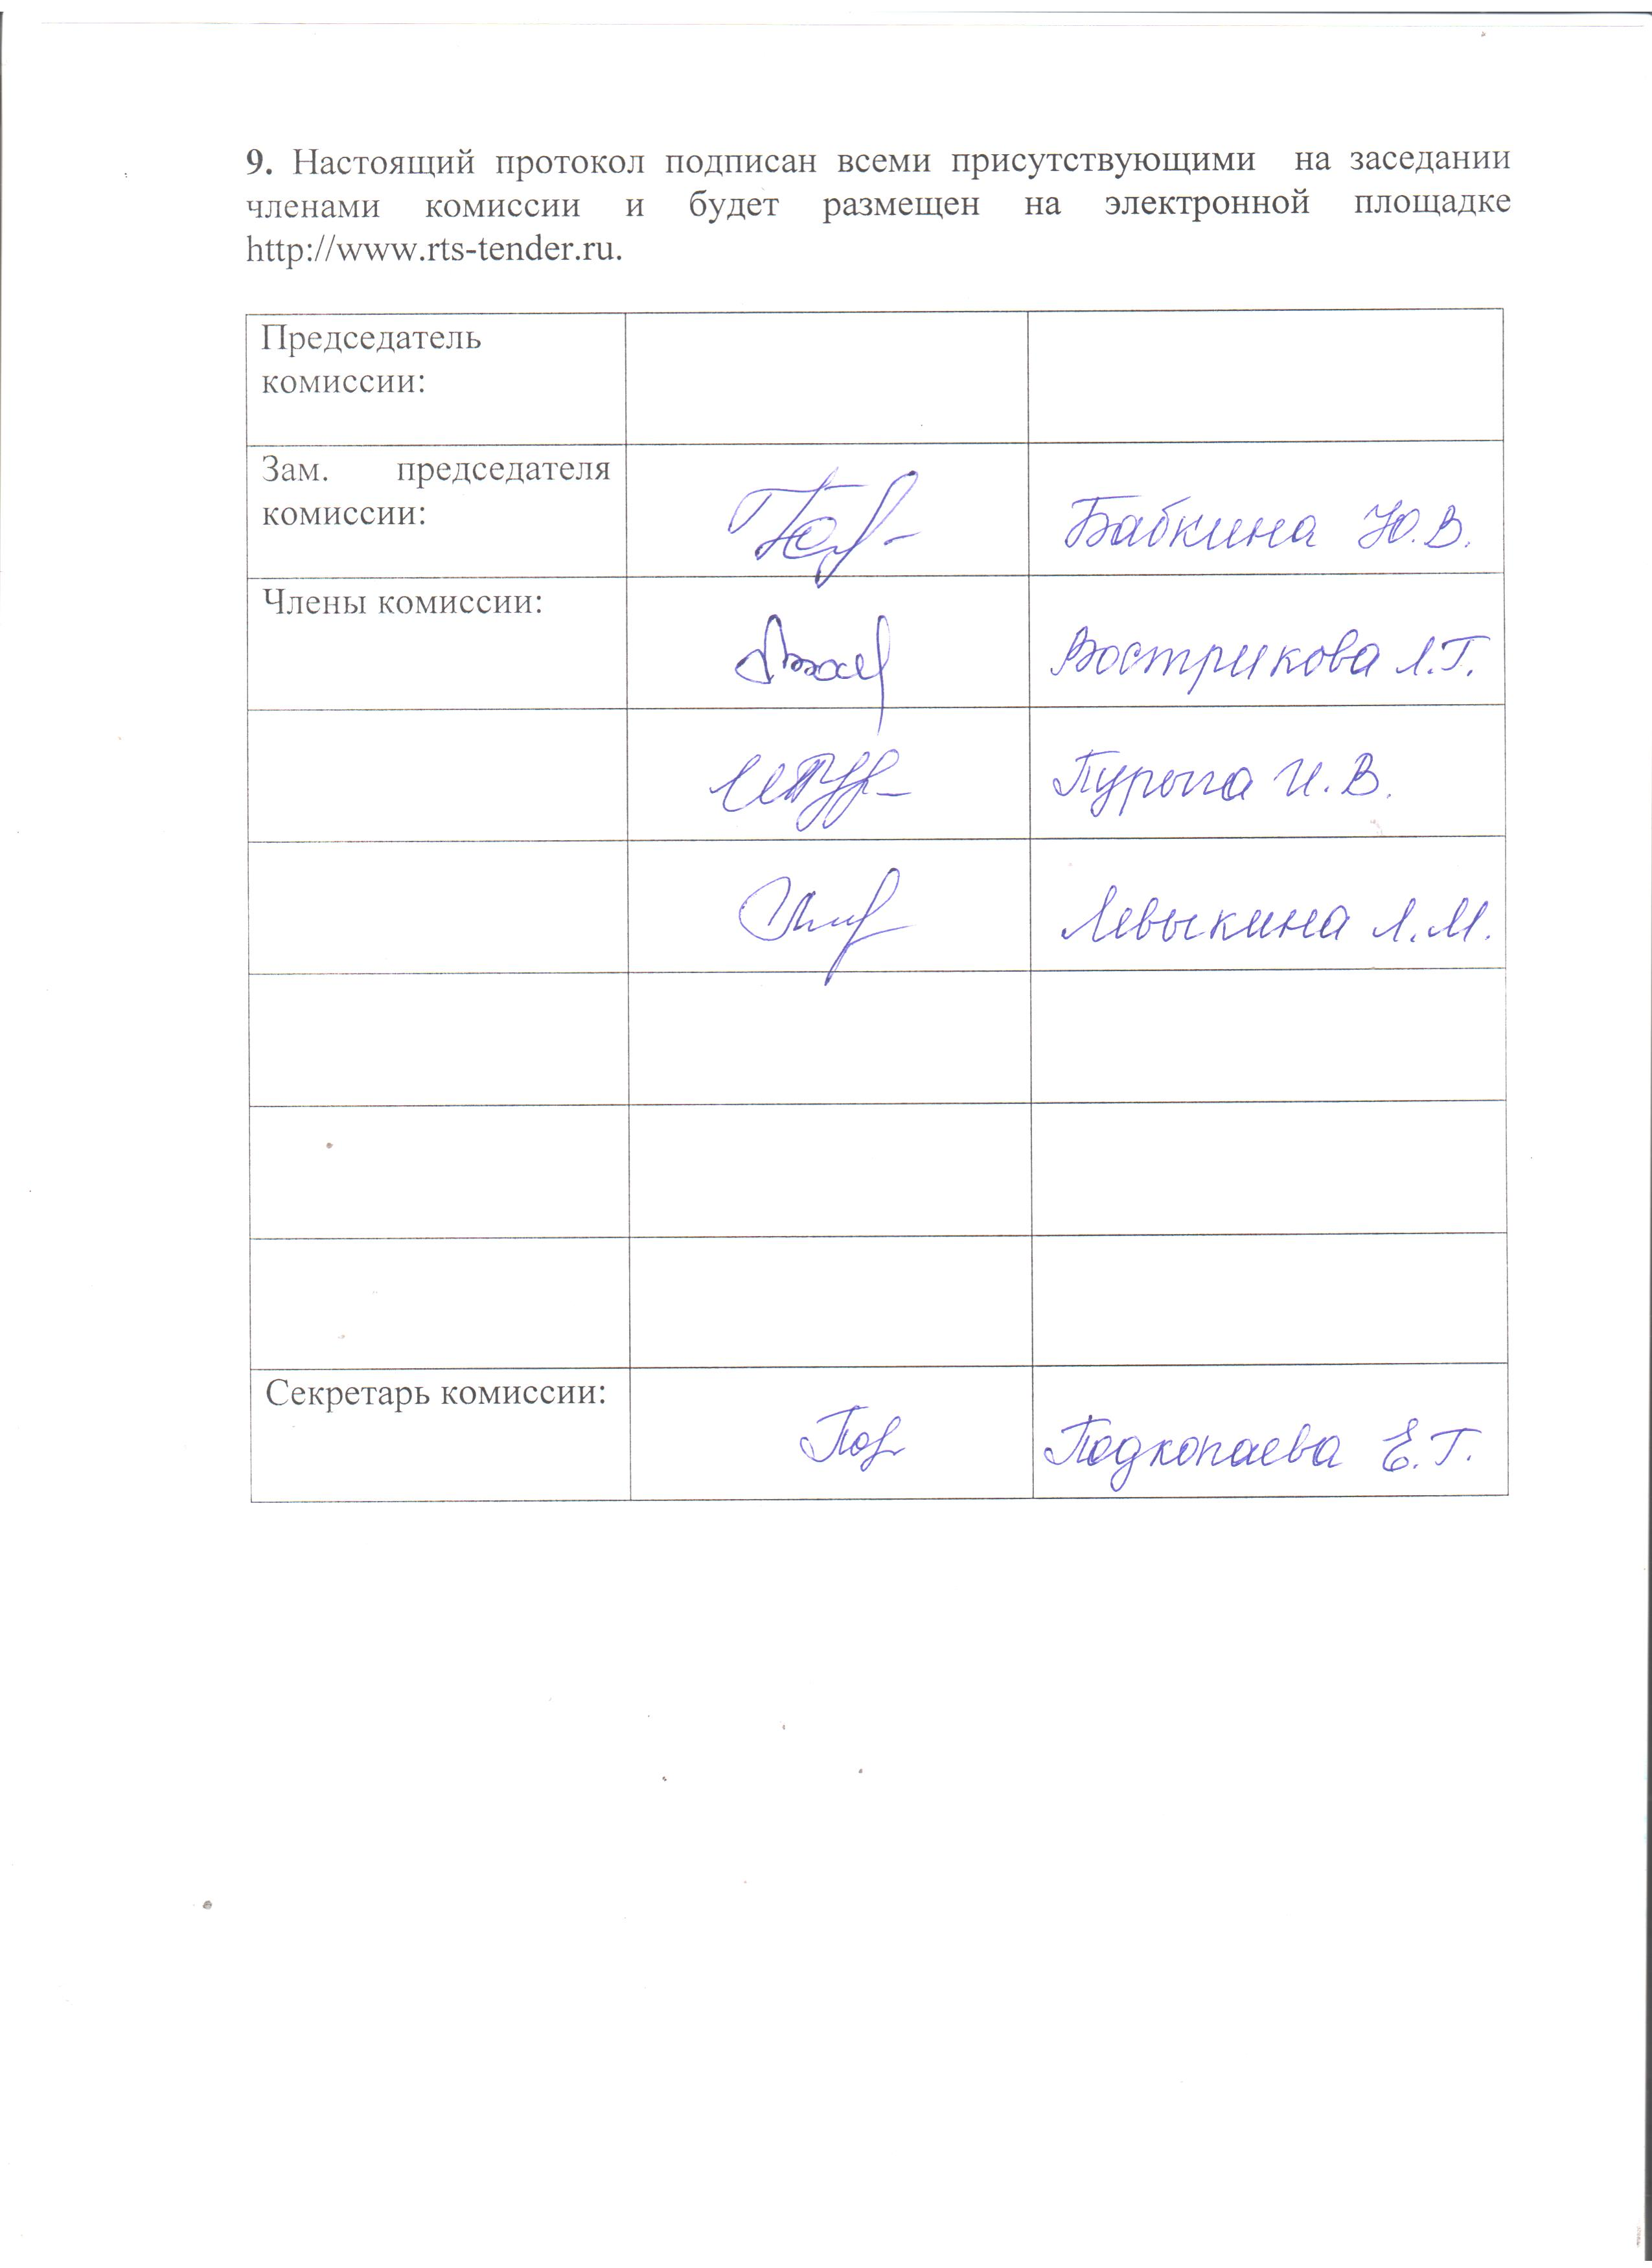 9. Настоящий протокол подписан всеми присутствующими на заседании
членами комиссии и будет размещен на электронной площадке
http://www.rts-tender.ru.
Председатель
комиссии:
Зам. председателя
комиссии:
Бабкина Ю.В.
Члены комиссии:
Вострикова Л.Г.
И.В.
Левыкина Л.М.
Секретарь комиссии:
Подкопаева Е.Г.